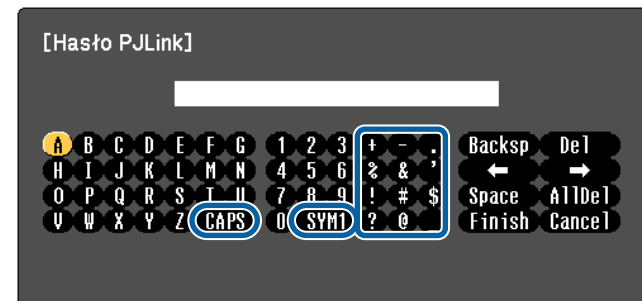 [Hasło PJLink]
A B C D E F G 1 2 3 + - . Backsp Del
H I J K L M N 4 5 6 % & ’ ← →
O P Q R S T U 7 8 9 ! # $ Space AllDel
V W X Y Z CAPS 0 SYM1 ? @ _ Finish Cancel